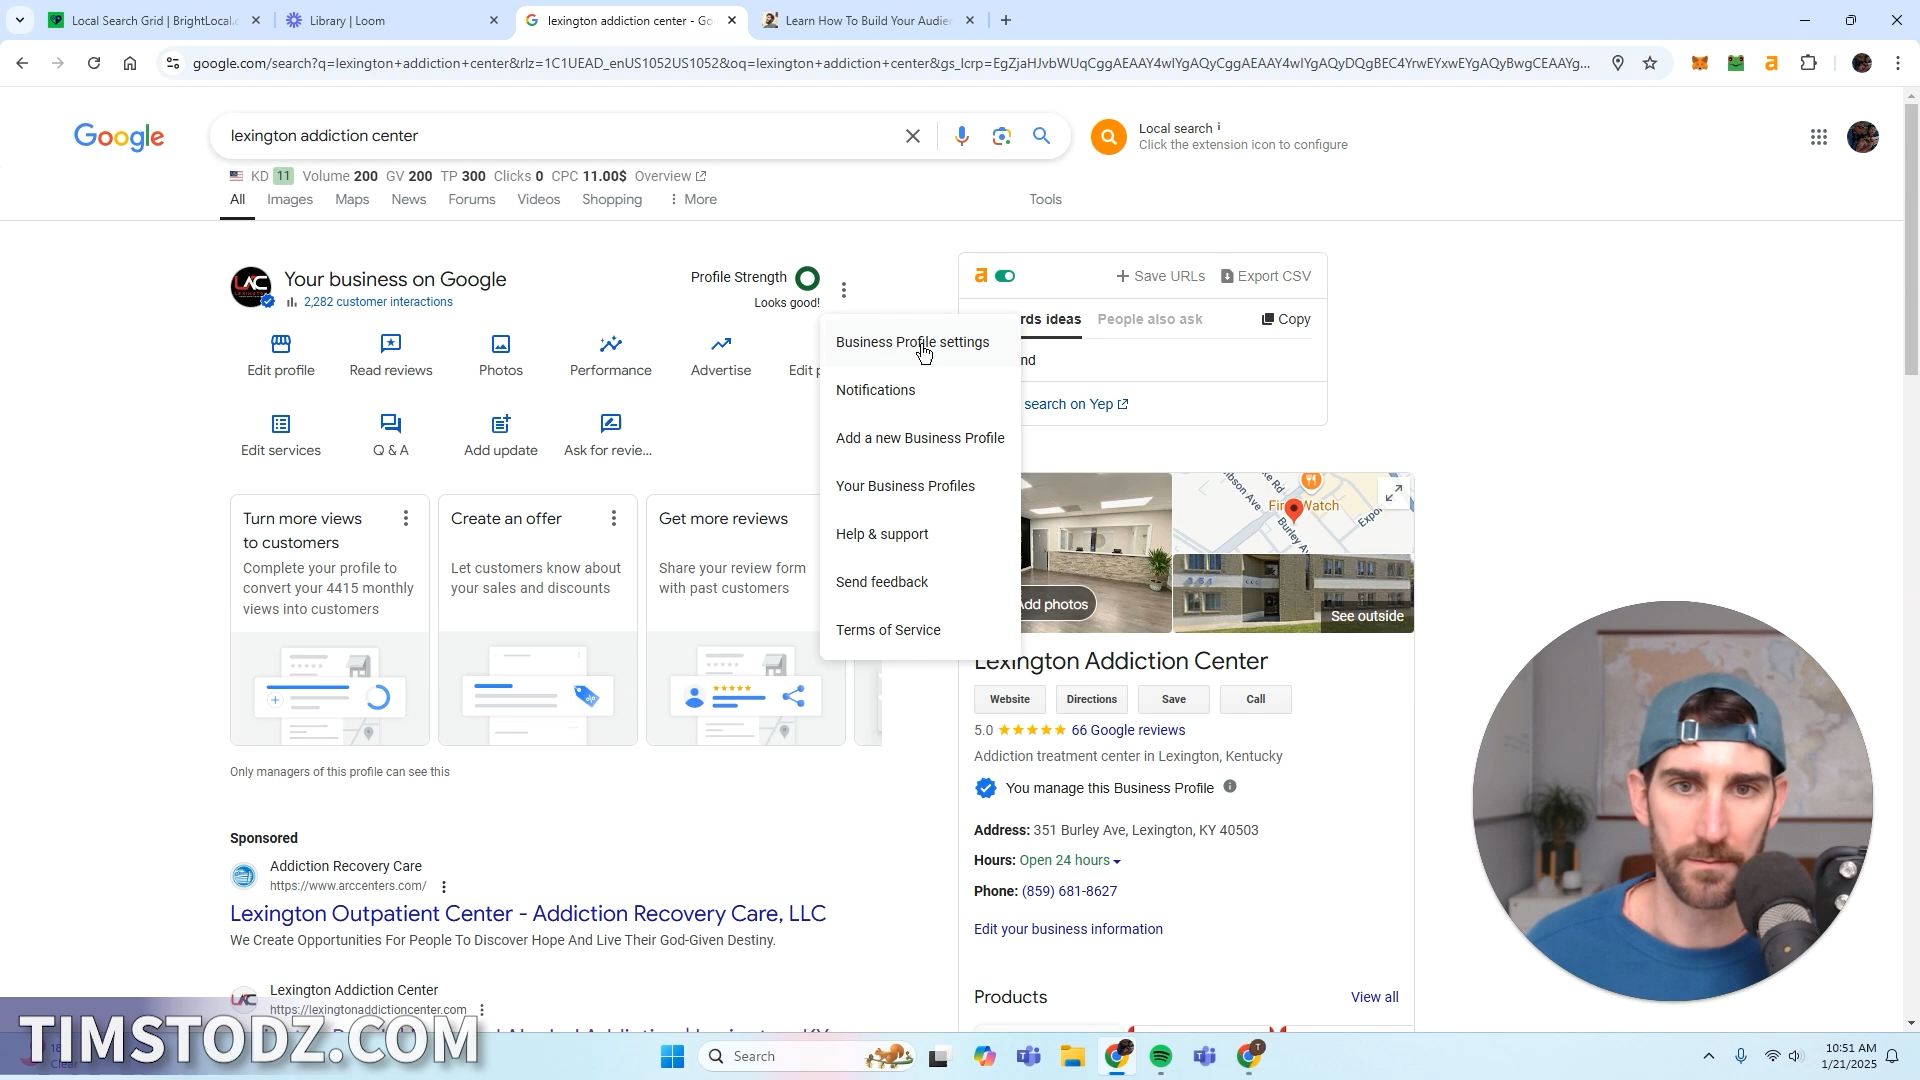 Local Search Grid | BrightLocal.c
Library | Loom
lexington addiction center - Go
Learn How To Build Your Audie
google.com/search?q=lexington+addiction+center&rlz=1C1UEAD_enUS1052US1052&oq=lexington+addiction+center&gs_lcrp=EgZjaHJvbWUqCggAEAAY4wIYgAQyCggAEAAY4wIYgAQyDQgBEC4YrwEYxwEYgAQyBwgCEAAYg...
Google
lexington addiction center
Local search i
Click the extension icon to configure
KD 11 Volume 200 GV 200 TP 300 Clicks 0 CPC 11.00$ Overview
All Images Maps News Forums Videos Shopping More Tools
LAC
Your business on Google
2,282 customer interactions
Profile Strength
Looks good!
Edit profile
Read reviews
Photos
Performance
Advertise
Edit p
Edit services
Q & A
Add update
Ask for revie...
Business Profile settings
Notifications
Add a new Business Profile
Your Business Profiles
Help & support
Send feedback
Terms of Service
Save URLs
Export CSV
rds ideas
People also ask
Copy
nd
search on Yep
Turn more views
to customers
Complete your profile to
convert your 4415 monthly
views into customers
Create an offer
Let customers know about
your sales and discounts
Get more reviews
Share your review form
with past customers
Only managers of this profile can see this
Sponsored
Addiction Recovery Care
https://www.arccenters.com/
Lexington Outpatient Center - Addiction Recovery Care, LLC
We Create Opportunities For People To Discover Hope And Live Their God-Given Destiny.
LAC
Lexington Addiction Center
https://lexingtonaddictioncenter.com
dd photos
See outside
Lexington Addiction Center
Website
Directions
Save
Call
5.0
66 Google reviews
Addiction treatment center in Lexington, Kentucky
You manage this Business Profile
Address: 351 Burley Ave, Lexington, KY 40503
Hours: Open 24 hours
Phone: (859) 681-8627
Edit your business information
Products
View all
TIMSTODZ.COM
Search
10:51 AM
1/21/2025